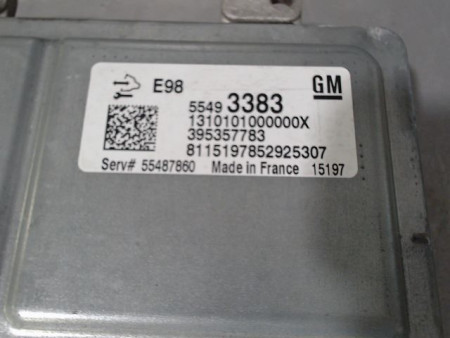 E98 GM
5549 3383
1310101000000X
395357783
8115197852925307
Serv# 55487860 Made in France 15197